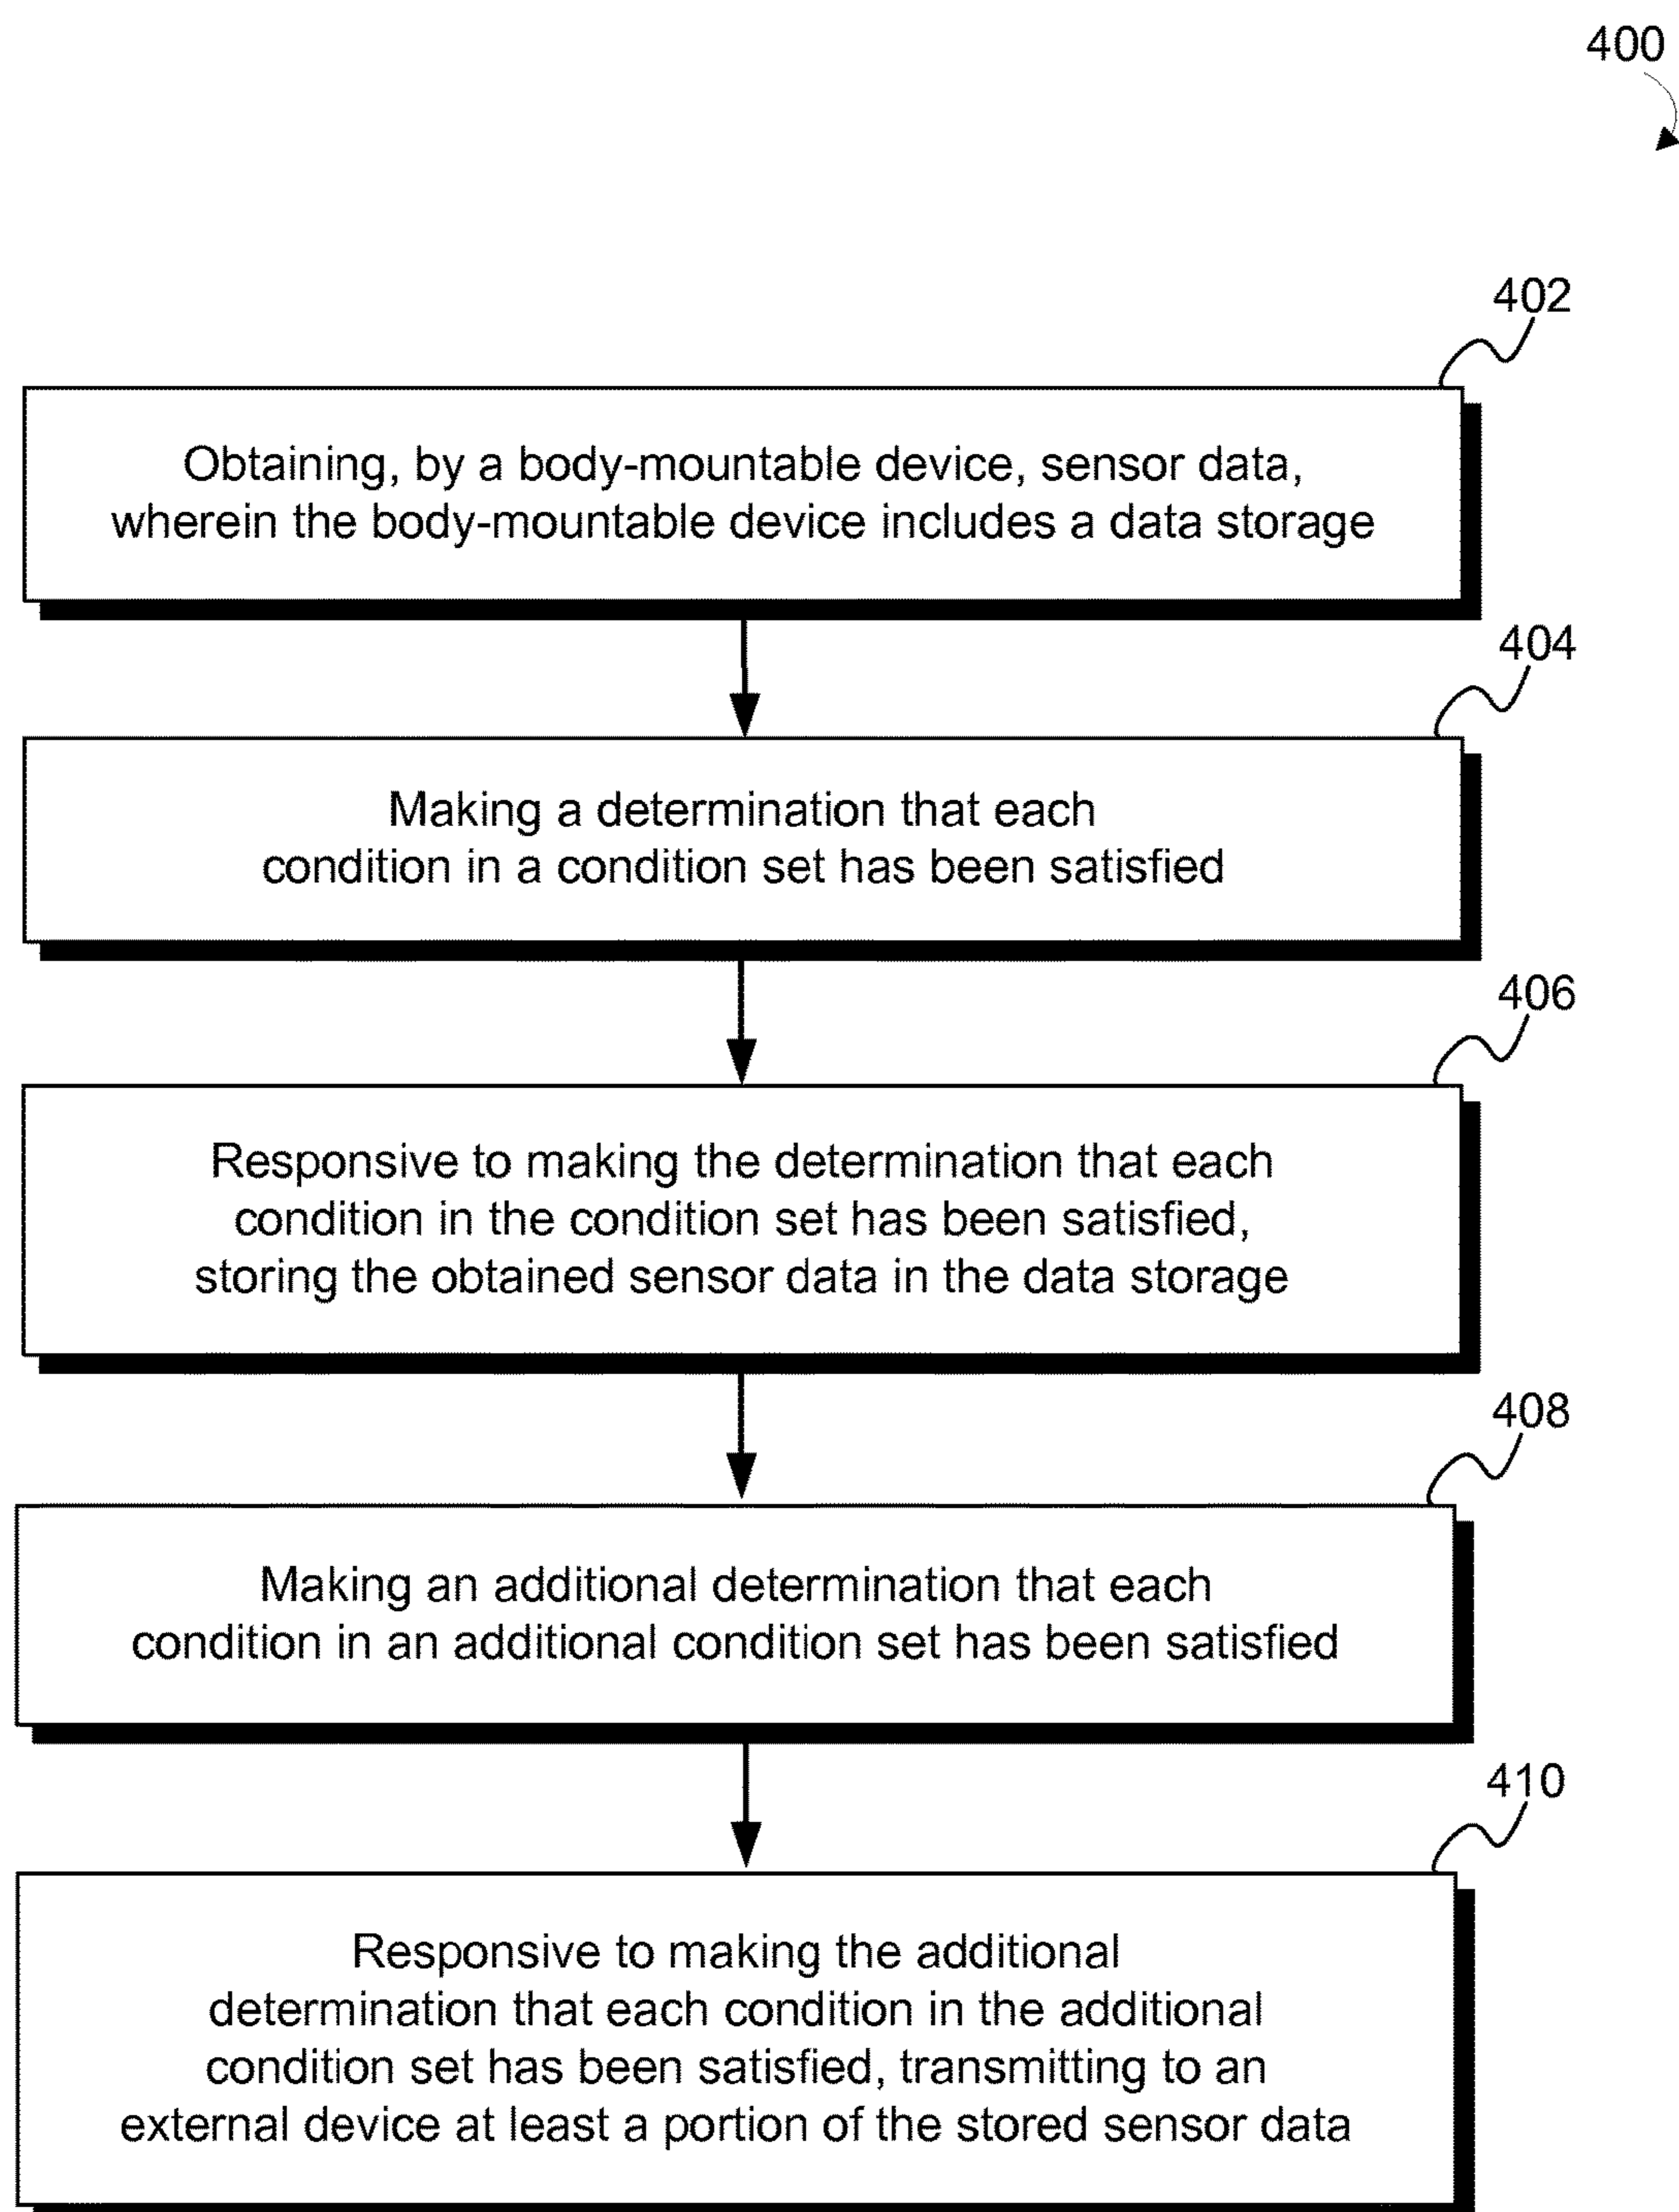 400
402
Obtaining, by a body-mountable device, sensor data,
wherein the body-mountable device includes a data storage
404
Making a determination that each
condition in a condition set has been satisfied
406
Responsive to making the determination that each
condition in the condition set has been satisfied,
storing the obtained sensor data in the data storage
408
Making an additional determination that each
condition in an additional condition set has been satisfied
410
Responsive to making the additional
determination that each condition in the additional
condition set has been satisfied, transmitting to an
external device at least a portion of the stored sensor data